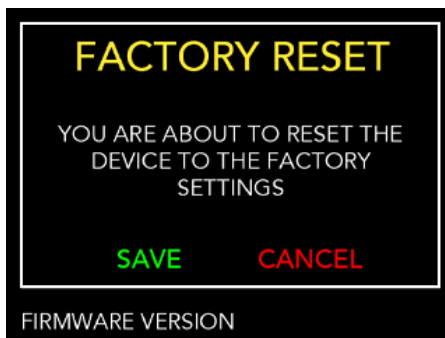 FACTORY RESET
YOU ARE ABOUT TO RESET THE
DEVICE TO THE FACTORY
SETTINGS
SAVE CANCEL
FIRMWARE VERSION